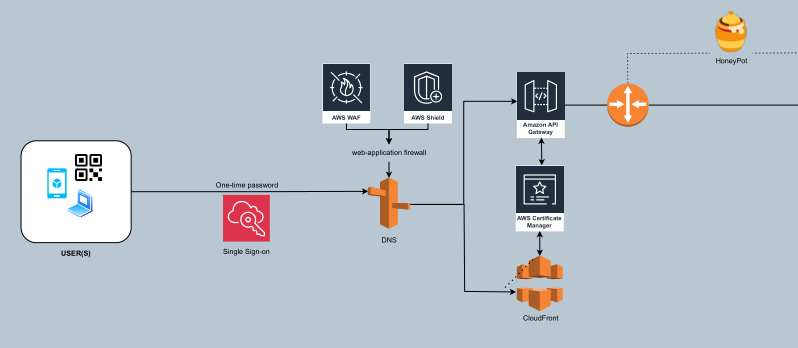 HoneyPot
AWS WAF
AWS Shield
Amazon API
Gateway
web-application firewall
One-time password
AWS Certificate
Manager
DNS
Single Sign-on
USER(S)
CloudFront